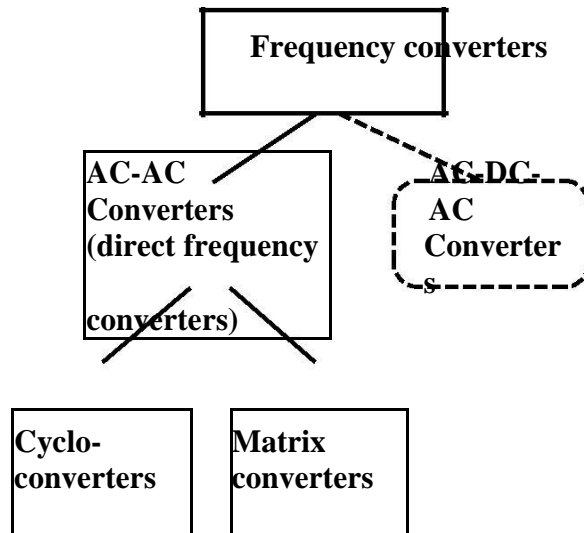 Frequency converters
AC-AC
Converters
(direct frequency
converters)
AC-DC-
AC
Converter
s
Cyclo-
converters
Matrix
converters